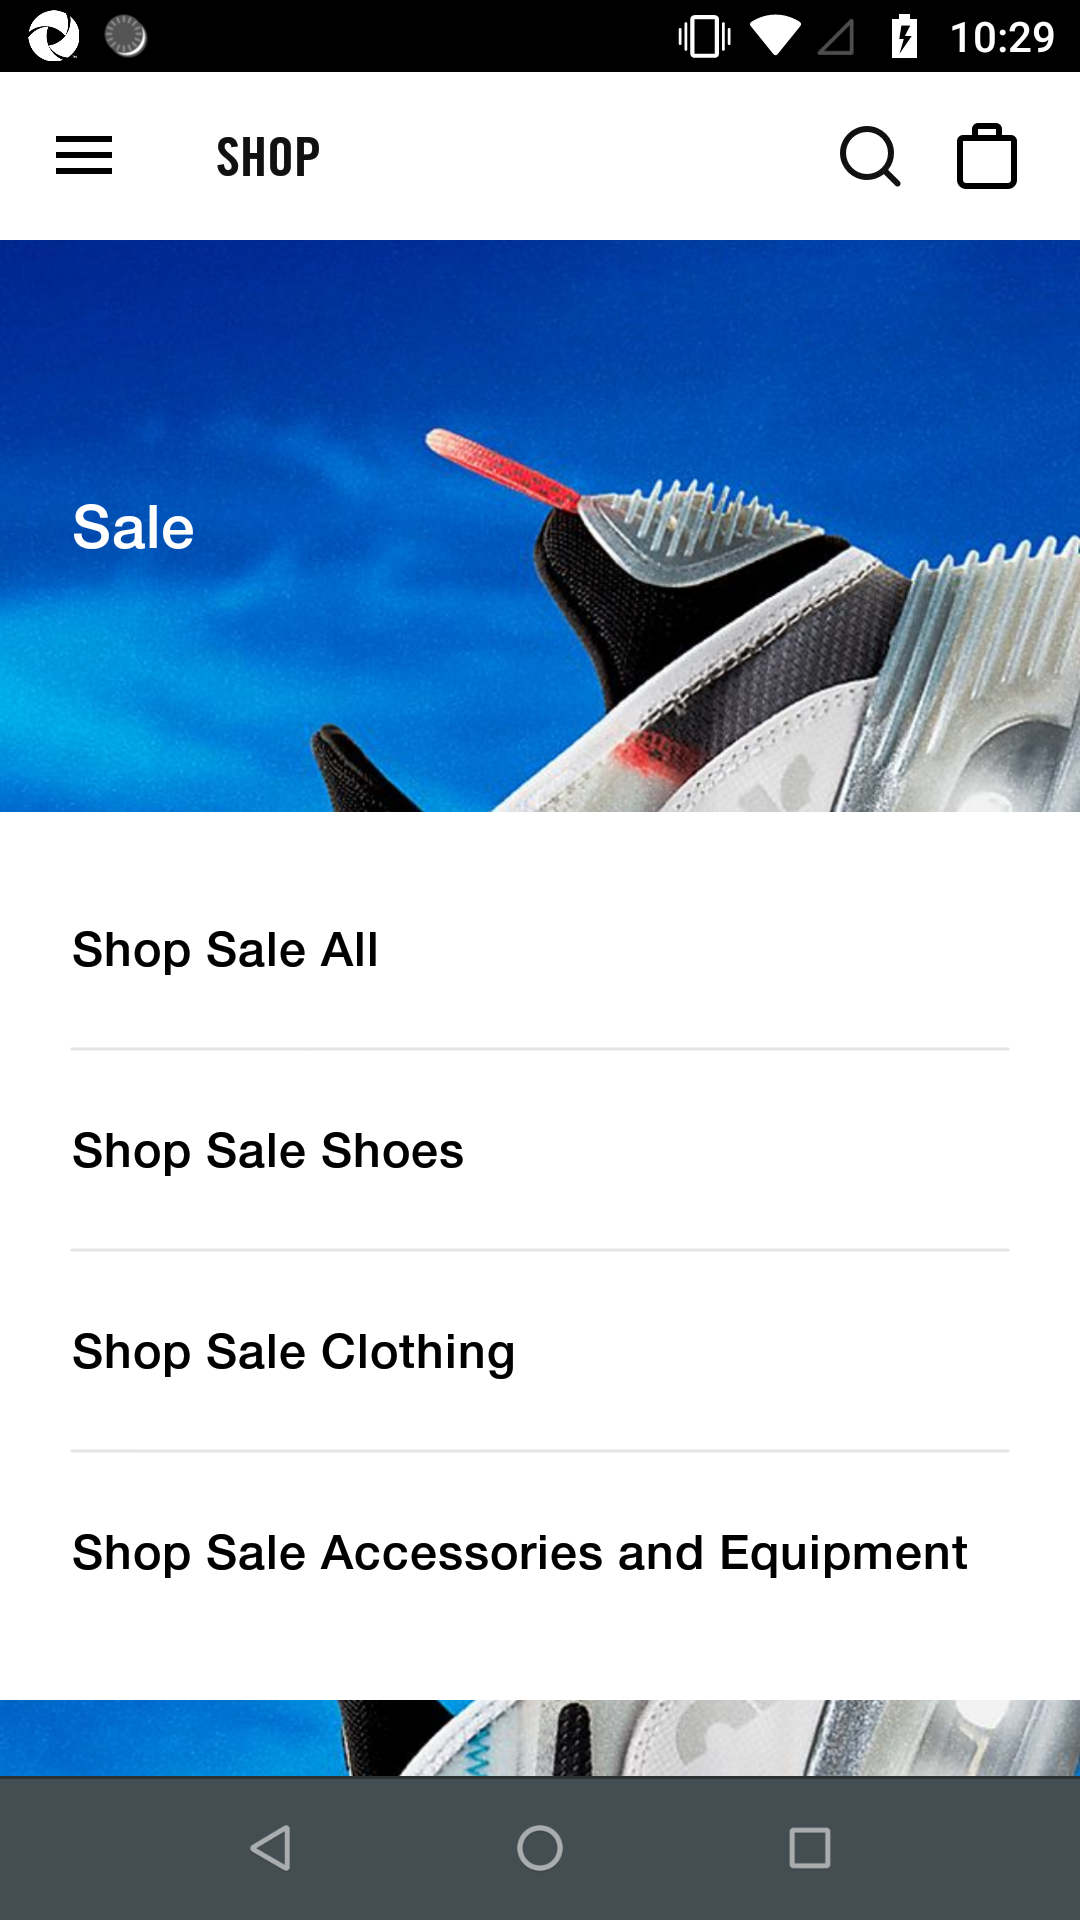 10:29
SHOP
Sale
Shop Sale All
Shop Sale Shoes
Shop Sale Clothing
Shop Sale Accessories and Equipment